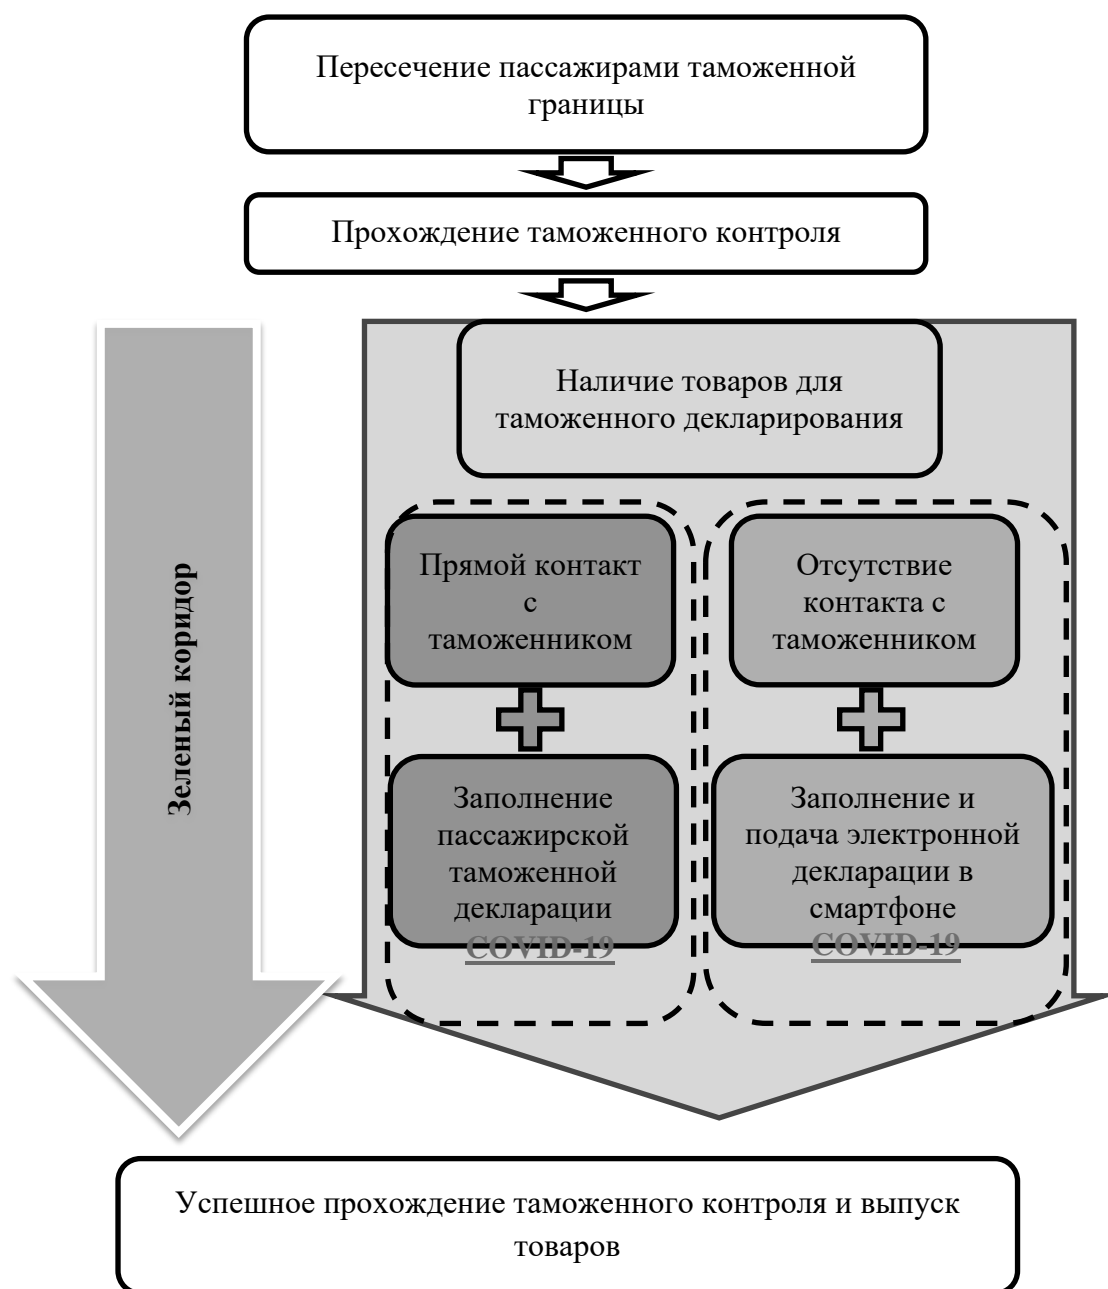 Пересечение пассажирами таможенной
границы
Прохождение таможенного контроля
Наличие товаров для
таможенного декларирования
Зеленый коридор
Прямой контакт
с
таможенником
Заполнение
пассажирской
таможенной
декларации
COVID-19
Отсутствие
контакта с
таможенником
Заполнение и
подача электронной
декларации в
смартфоне
COVID-19
Успешное прохождение таможенного контроля и выпуск
товаров